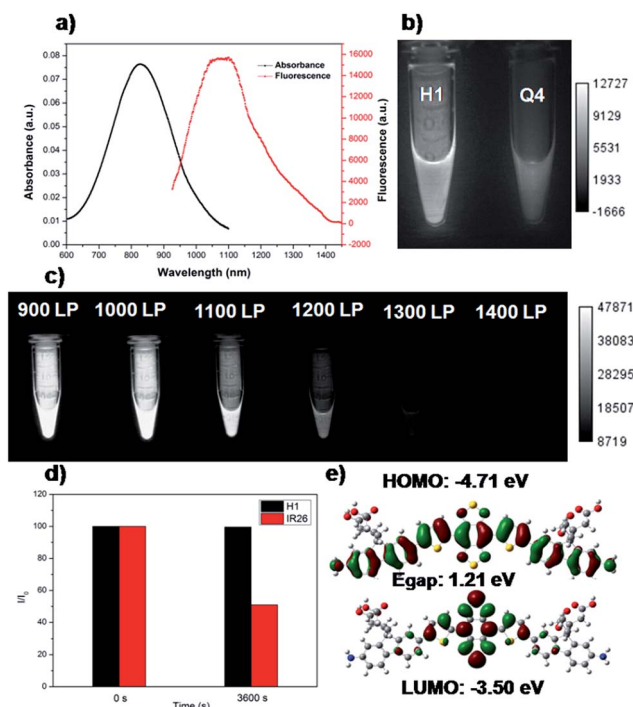 a)
0.08
0.07
0.06
0.05
0.04
0.03
0.02
0.01
0.00
Absorbance (a.u.)
Absorbance
Fluorescence
16000
14000
12000
10000
8000
6000
4000
2000
0
-2000
Fluorescence (a.u.)
600 700 800 900 1000 1100 1200 1300 1400
Wavelength (nm)
b)
H1 Q4
12727
9129
5531
1933
-1666
c)
900 LP 1000 LP 1100 LP 1200 LP 1300 LP 1400 LP
47871
38083
28295
18507
8719
d)
120
100
80
60
40
20
0
I/I0
H1
IR26
0 s 3600 s
Time (s)
e)
HOMO: -4.71 eV
Egap: 1.21 eV
LUMO: -3.50 eV